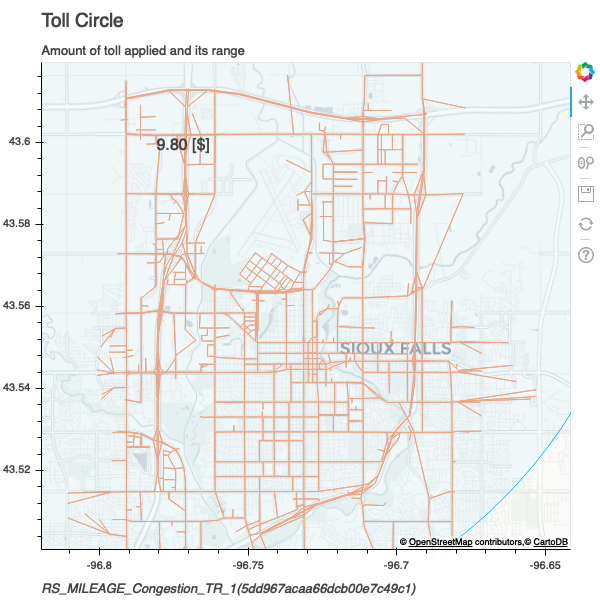 Toll Circle
Amount of toll applied and its range
43.6
9.80 [$]
43.58
43.56
SIOUX FALLS
43.54
43.52
© OpenStreetMap contributors,© CartoDB
-96.8
-96.75
-96.7
-96.65
RS_MILEAGE_Congestion_TR_1(5dd967acaa66dcb00e7c49c1)